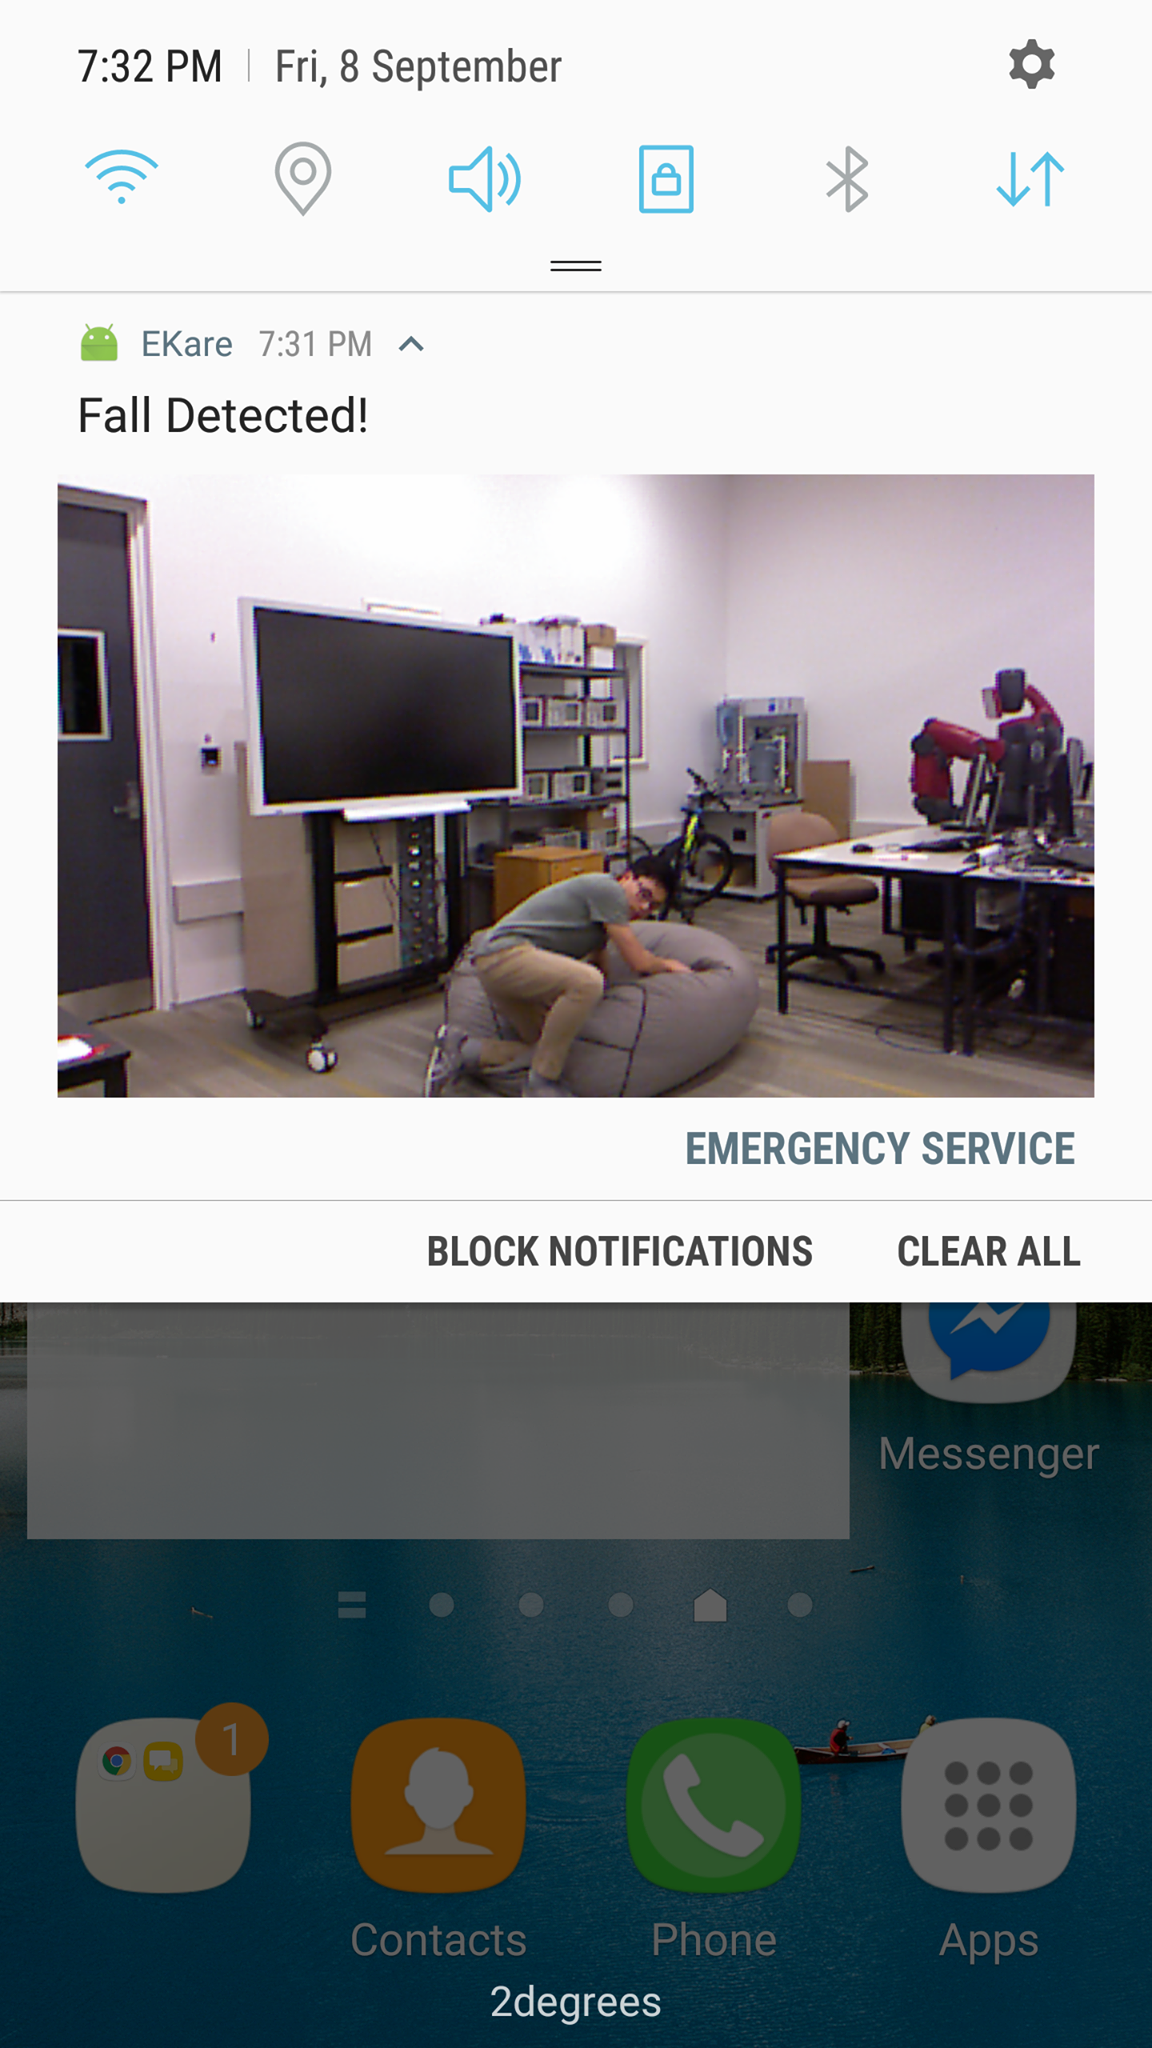 7:32 PM | Fri, 8 September
EKare 7:31 PM
Fall Detected!
EMERGENCY SERVICE
BLOCK NOTIFICATIONS CLEAR ALL
Messenger
1
Contacts Phone Apps
2degrees